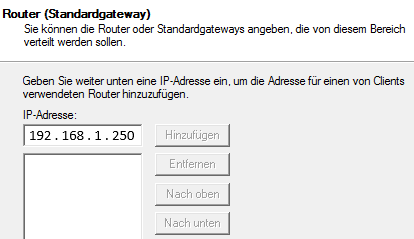 Router (Standardgateway)
Sie können die Router oder Standardgateways angeben, die von diesem Bereich
verteilt werden sollen.
Geben Sie weiter unten eine IP-Adresse ein, um die Adresse für einen von Clients
verwendeten Router hinzuzufügen.
IP-Adresse:
192 . 168 . 1 . 250 Hinzufügen
Entfernen
Nach oben
Nach unten